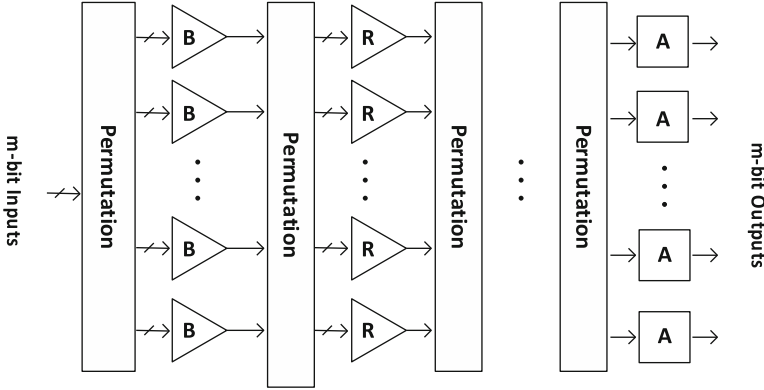 m-bit Inputs
Permutation
B
B
B
B
Permutation
R
R
R
R
Permutation
Permutation
A
A
A
A
m-bit Outputs